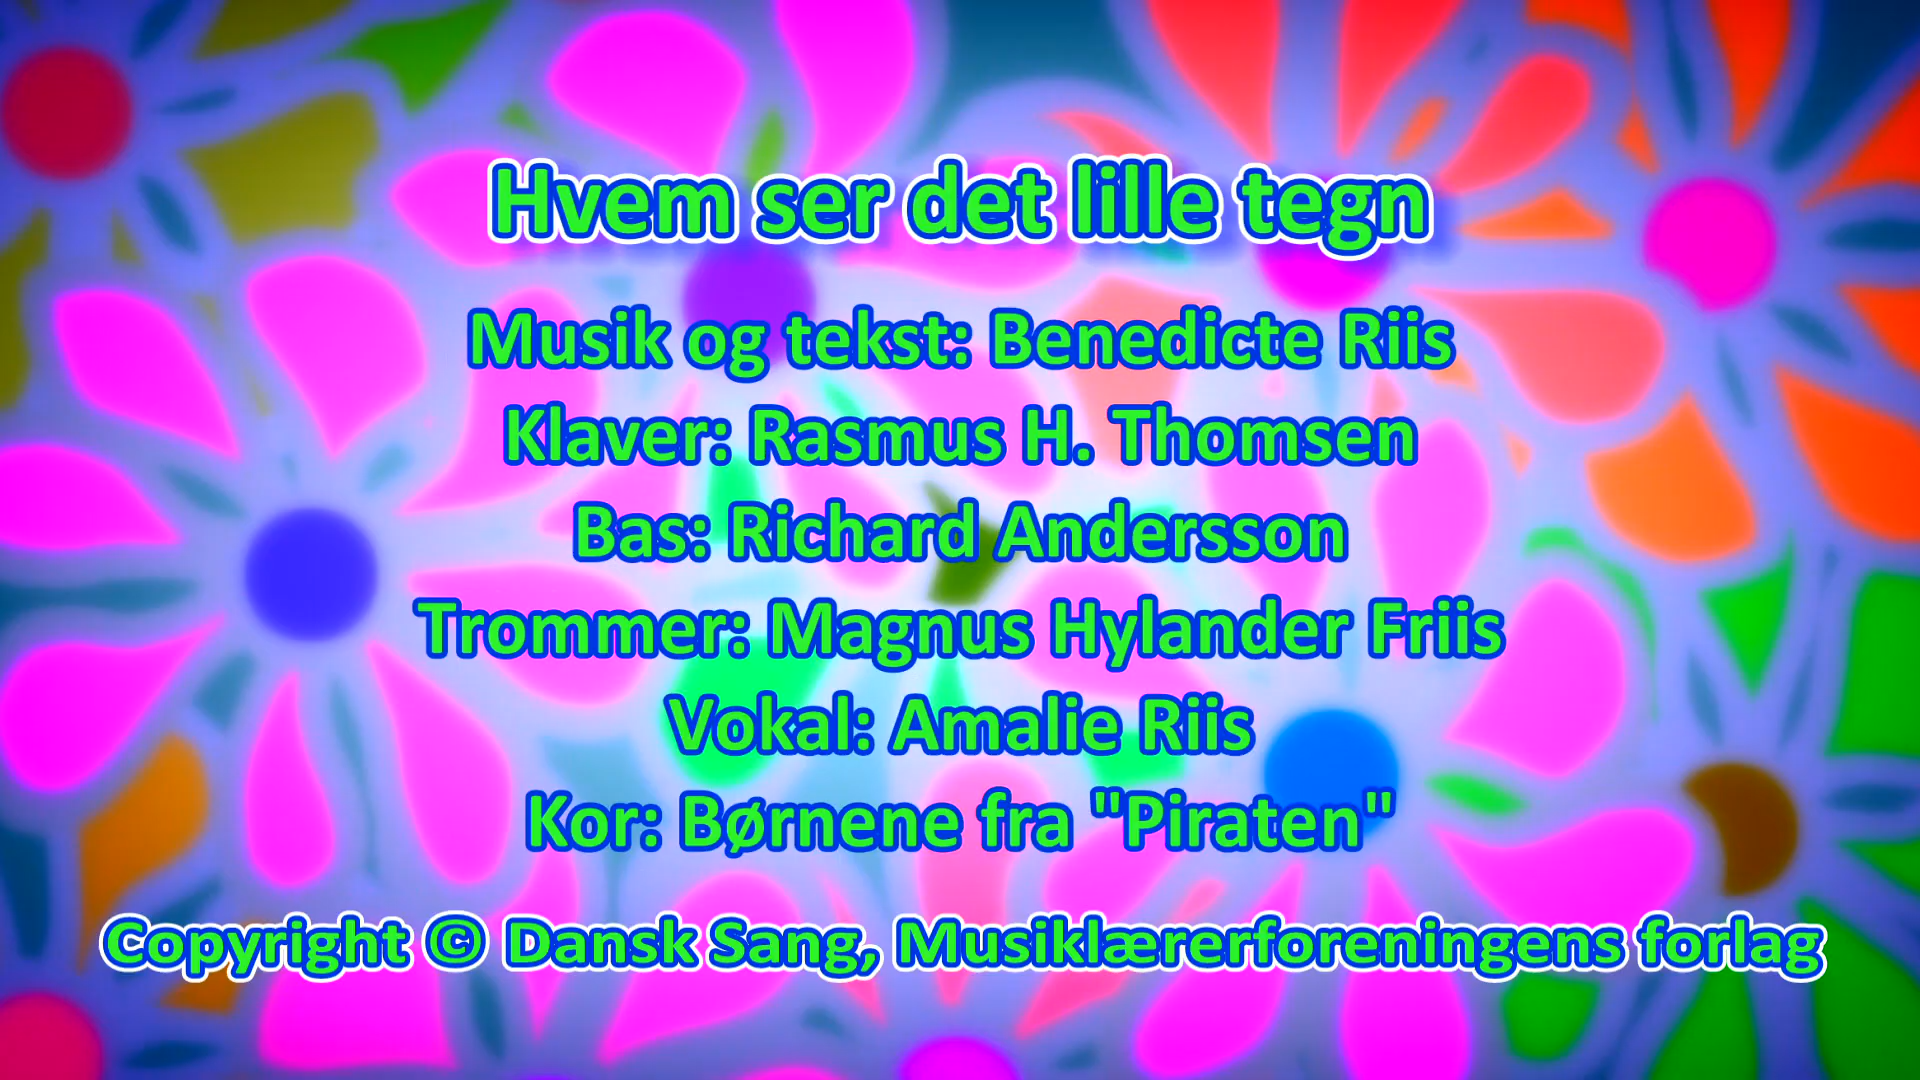 Hvem ser det lille tegn
Musik og tekst: Benedicte Riis
Klaver: Rasmus H. Thomsen
Bas: Richard Andersson
Trommer: Magnus Hylander Friis
Vokal: Amalie Riis
Kor: Børnene fra "Piraten"
Copyright © Dansk Sang, Musiklærerforeningens forlag